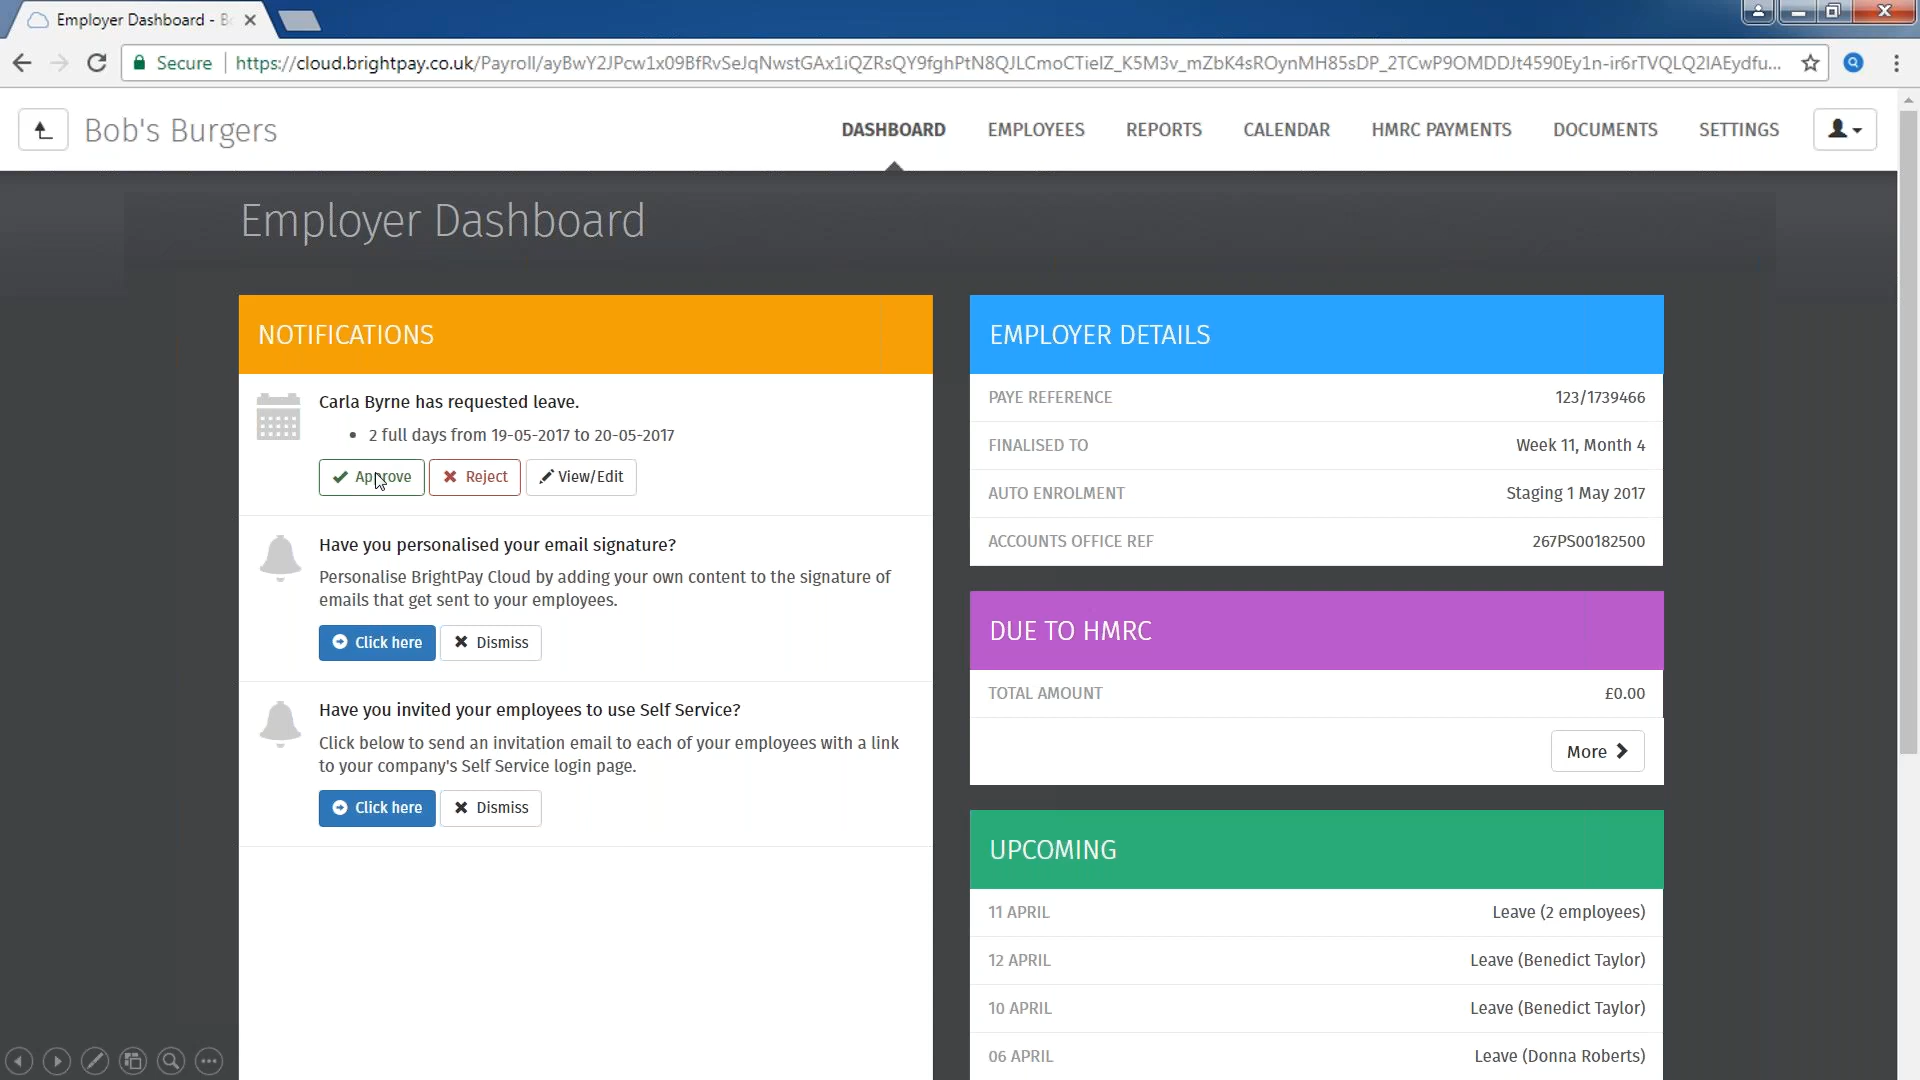 Employer Dashboard - B
Secure
https://cloud.brightpay.co.uk/Payroll/ayBwY2JPcw1x09BfRvSeJqNwstGAx1iQZRsQY9fghPtN8QJLCmoCTielZ_K5M3v_mZbK4sROynMH85sDP_2TCwP9OMDDJt4590Ey1n-ir6rTVQLQ2lAEydfu...
Bob's Burgers
DASHBOARD EMPLOYEES REPORTS CALENDAR HMRC PAYMENTS DOCUMENTS SETTINGS
Employer Dashboard
NOTIFICATIONS
Carla Byrne has requested leave.
• 2 full days from 19-05-2017 to 20-05-2017
Approve Reject View/Edit
Have you personalised your email signature?
Personalise BrightPay Cloud by adding your own content to the signature of
emails that get sent to your employees.
Click here Dismiss
Have you invited your employees to use Self Service?
Click below to send an invitation email to each of your employees with a link
to your company's Self Service login page.
Click here Dismiss
EMPLOYER DETAILS
PAYE REFERENCE 123/1739466
FINALISED TO Week 11, Month 4
AUTO ENROLMENT Staging 1 May 2017
ACCOUNTS OFFICE REF 267PS00182500
DUE TO HMRC
TOTAL AMOUNT £0.00
More
UPCOMING
11 APRIL Leave (2 employees)
12 APRIL Leave (Benedict Taylor)
10 APRIL Leave (Benedict Taylor)
06 APRIL Leave (Donna Roberts)